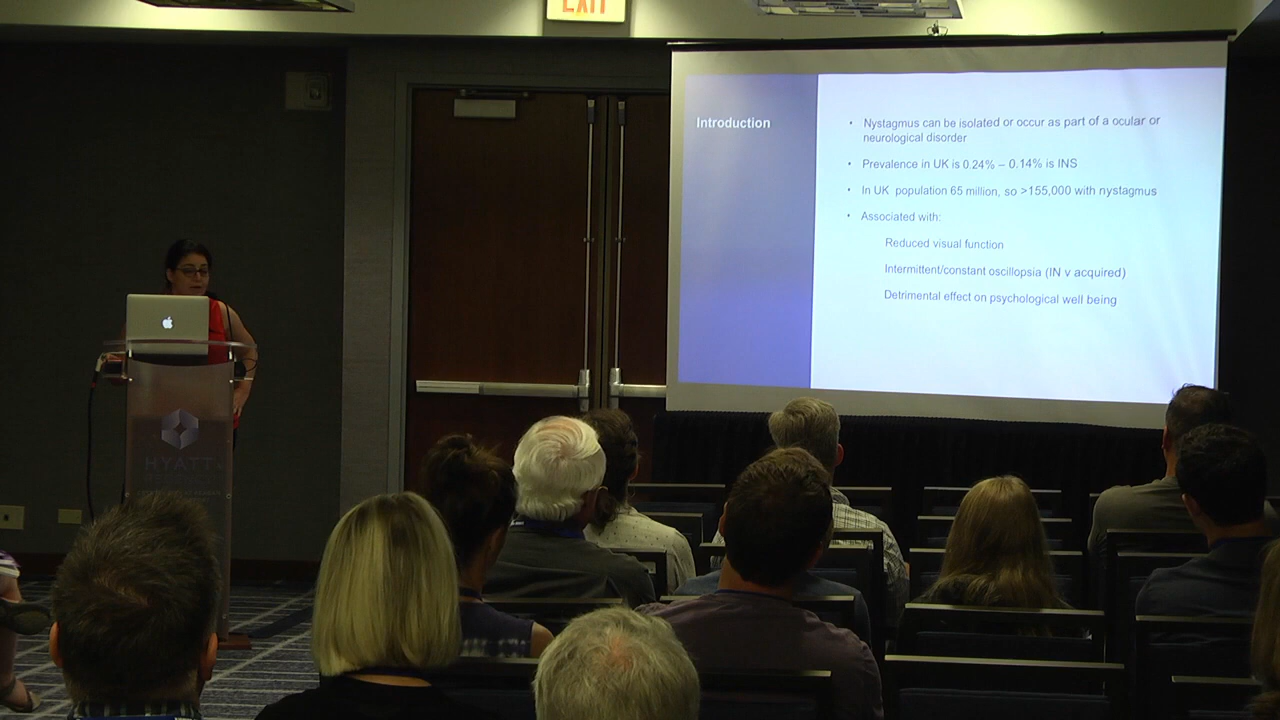 EXIT
Introduction
• Nystagmus can be isolated or occur as part of a ocular or
neurological disorder
• Prevalence in UK is 0.24% – 0.14% is INS
• In UK population 65 million, so >155,000 with nystagmus
• Associated with:
Reduced visual function
Intermittent/constant oscillopsia (IN v acquired)
Detrimental effect on psychological well being
HYATT